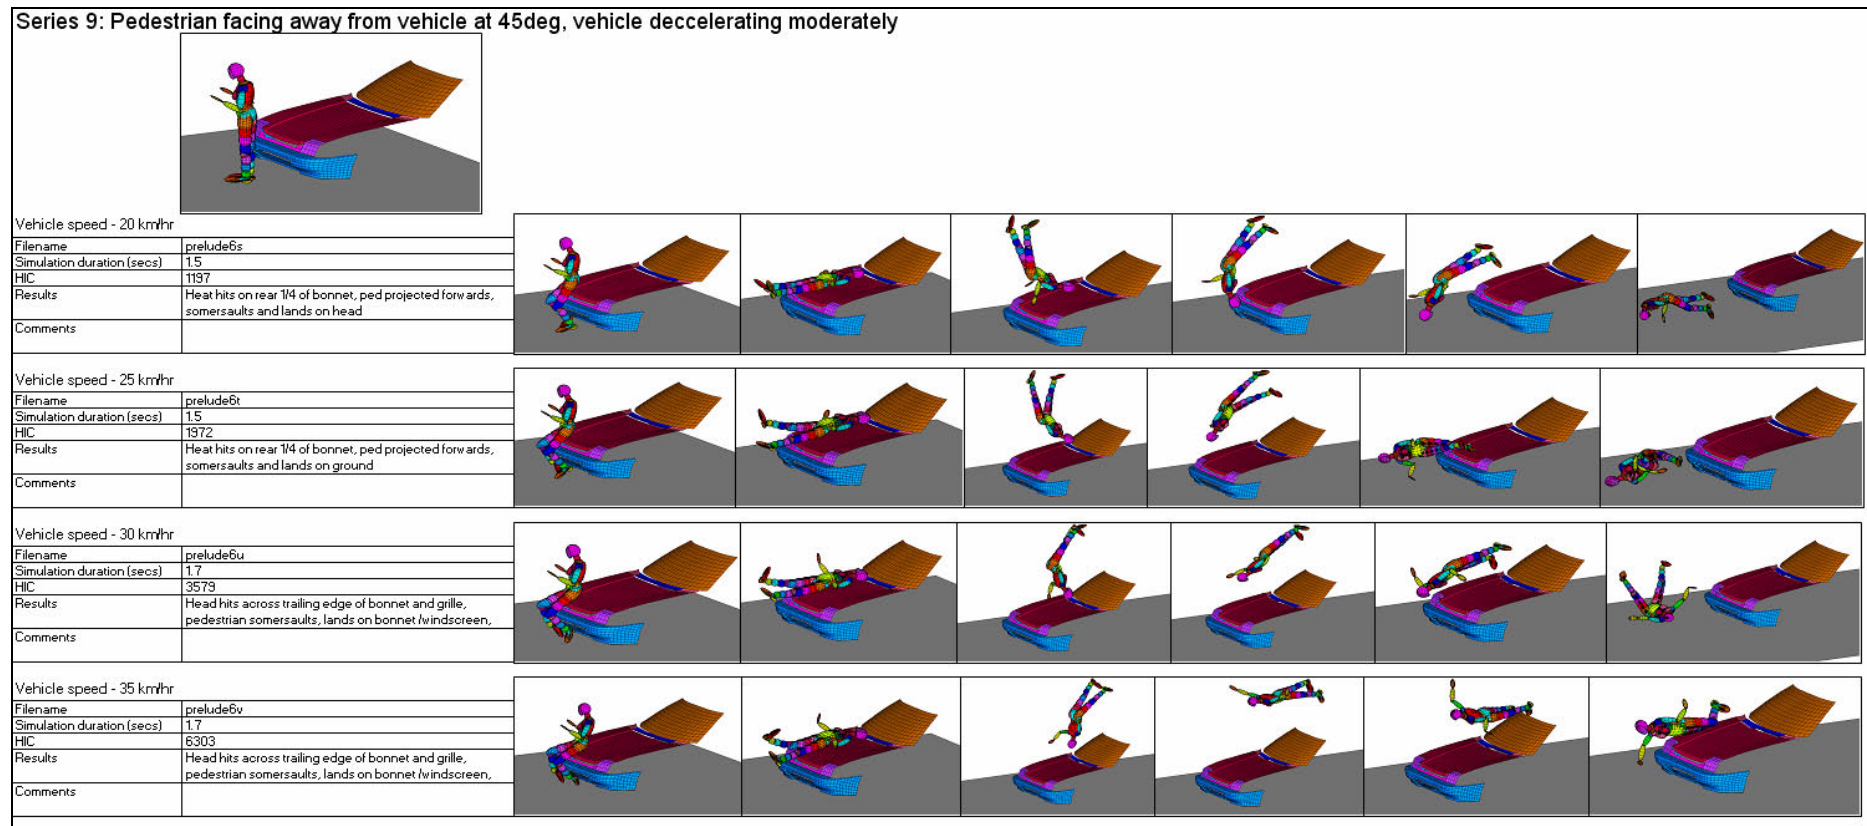 Series 9: Pedestrian facing away from vehicle at 45deg, vehicle deccelerating moderately
Vehicle speed - 20 km/hr
Filename prelude6s
Simulation duration (secs) 1.5
HIC 1197
Results Heat hits on rear 1/4 of bonnet, ped projected forwards,
somersaults and lands on head
Comments
Vehicle speed - 25 km/hr
Filename prelude6t
Simulation duration (secs) 1.5
HIC 1972
Results Heat hits on rear 1/4 of bonnet, ped projected forwards,
somersaults and lands on ground
Comments
Vehicle speed - 30 km/hr
Filename prelude6u
Simulation duration (secs) 1.7
HIC 3579
Results Head hits across trailing edge of bonnet and grille,
pedestrian somersaults, lands on bonnet /windscreen,
Comments
Vehicle speed - 35 km/hr
Filename prelude6v
Simulation duration (secs) 1.7
HIC 6303
Results Head hits across trailing edge of bonnet and grille,
pedestrian somersaults, lands on bonnet /windscreen,
Comments